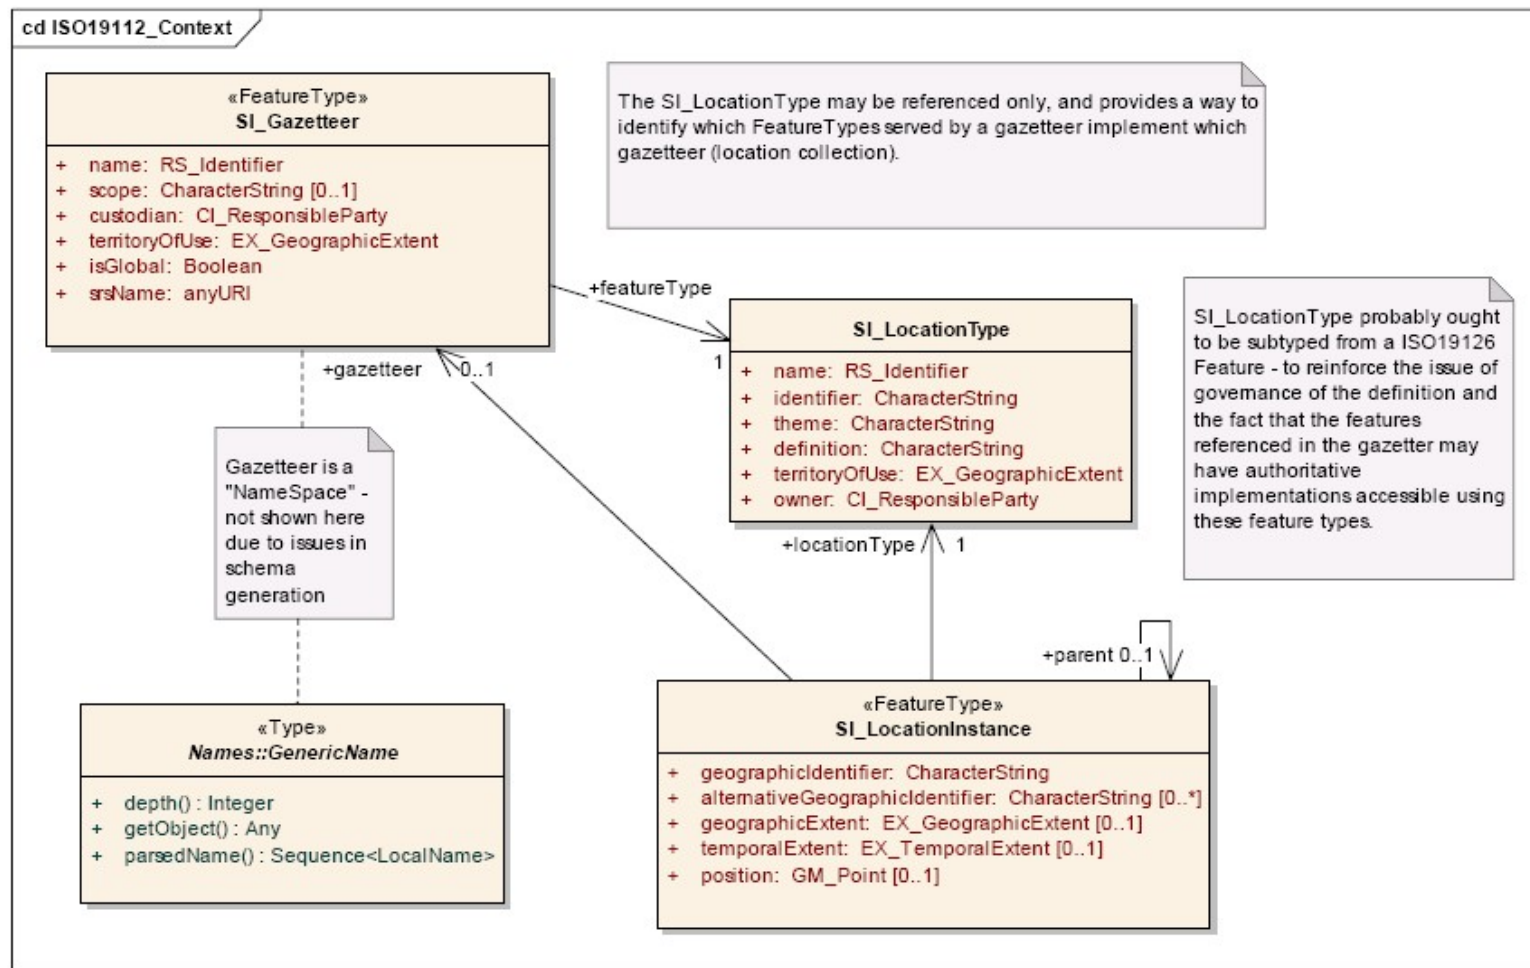 cd ISO19112_Context
«FeatureType»
SI_Gazetteer
+ name: RS_Identifier
+ scope: CharacterString [0..1]
+ custodian: CI_ResponsibleParty
+ territoryOfUse: EX_GeographicExtent
+ isGlobal: Boolean
+ srsName: anyURI
The SI_LocationType may be referenced only, and provides a way to
identify which FeatureTypes served by a gazetteer implement which
gazetteer (location collection).
+featureType
1
+gazetteer
0..1
SI_LocationType
+ name: RS_Identifier
+ identifier: CharacterString
+ theme: CharacterString
+ definition: CharacterString
+ territoryOfUse: EX_GeographicExtent
+ owner: CI_ResponsibleParty
SI_LocationType probably ought
to be subtyped from a ISO19126
Feature - to reinforce the issue of
governance of the definition and
the fact that the features
referenced in the gazetter may
have authoritative
implementations accessible using
these feature types.
Gazetteer is a
"NameSpace" -
not shown here
due to issues in
schema
generation
+locationType
1
+parent 0..1
«Type»
Names::GenericName
+ depth() : Integer
+ getObject() : Any
+ parsedName() : Sequence<LocalName>
«FeatureType»
SI_LocationInstance
+ geographicIdentifier: CharacterString
+ alternativeGeographicIdentifier: CharacterString [0..*]
+ geographicExtent: EX_GeographicExtent [0..1]
+ temporalExtent: EX_TemporalExtent [0..1]
+ position: GM_Point [0..1]